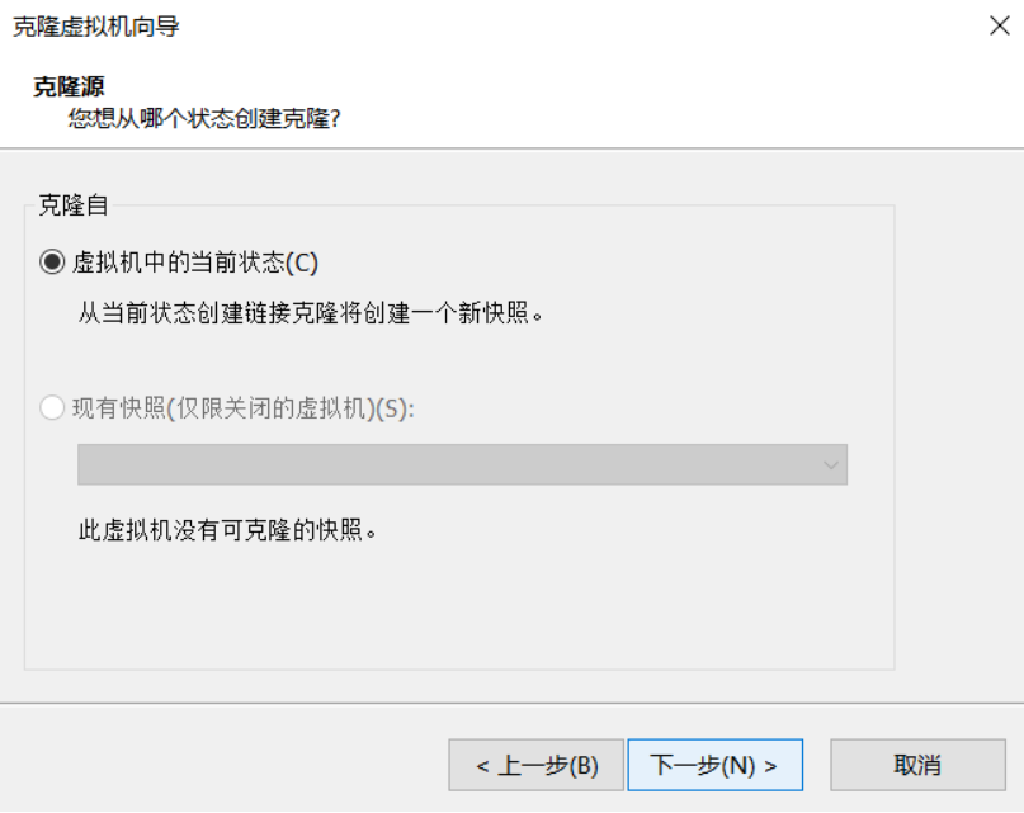 克隆虚拟机向导
克隆源
您想从哪个状态创建克隆?
克隆自
虚拟机中的当前状态(C)
从当前状态创建链接克隆将创建一个新快照。
现有快照(仅限关闭的虚拟机)(S):
此虚拟机没有可克隆的快照。
< 上一步(B) 下一步(N) > 取消